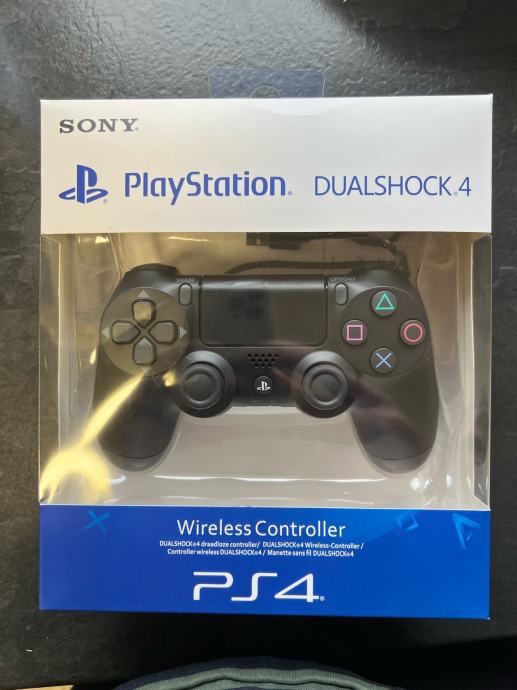 SONY®
PlayStation®
DUALSHOCK®4
SHARE
OPTIONS
Wireless Controller
DUALSHOCK®4 draadloze controller/ DUALSHOCK®4 Wireless-Controller /
Controller wireless DUALSHOCK®4 / Manette sans fil DUALSHOCK®4
PS4®